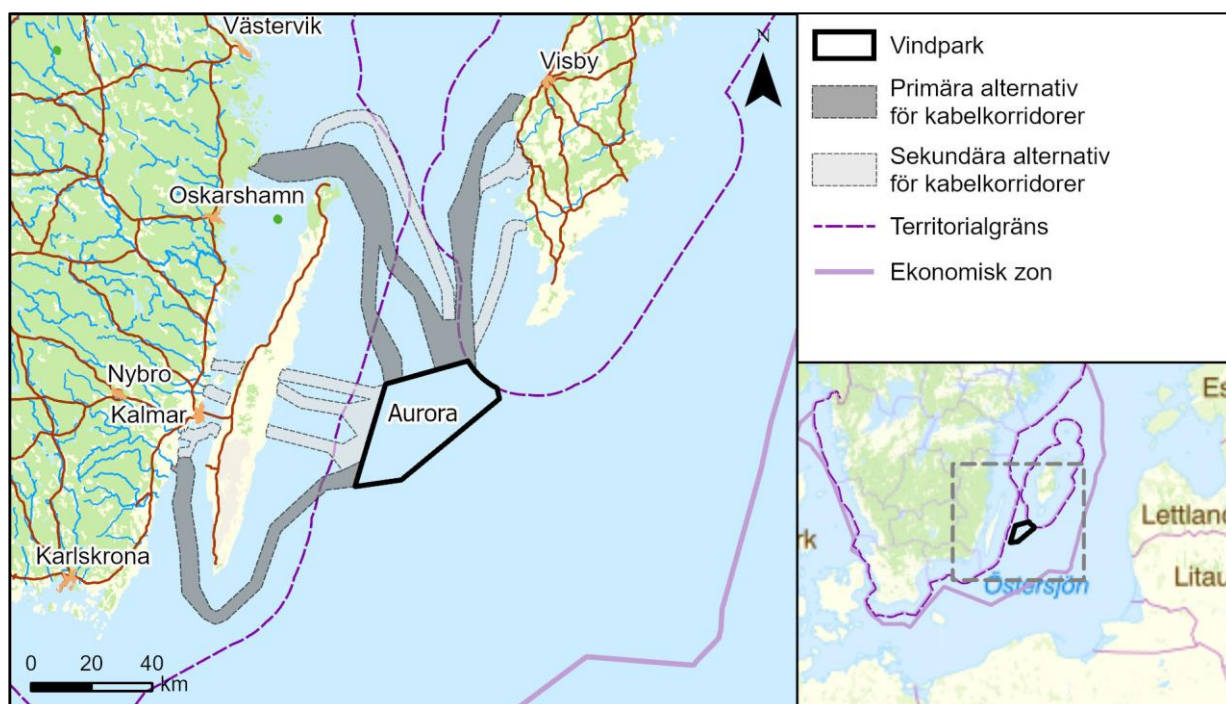 Västervik
Visby
N
Oskarshamn
Nybro
Kalmar
Aurora
Karlskrona
0 20 40
km
Vindpark
Primära alternativ
för kabelkorridorer
Sekundära alternativ
för kabelkorridorer
Territorialgräns
Ekonomisk zon
Es
Lettland
rk
Litau
Östersjön